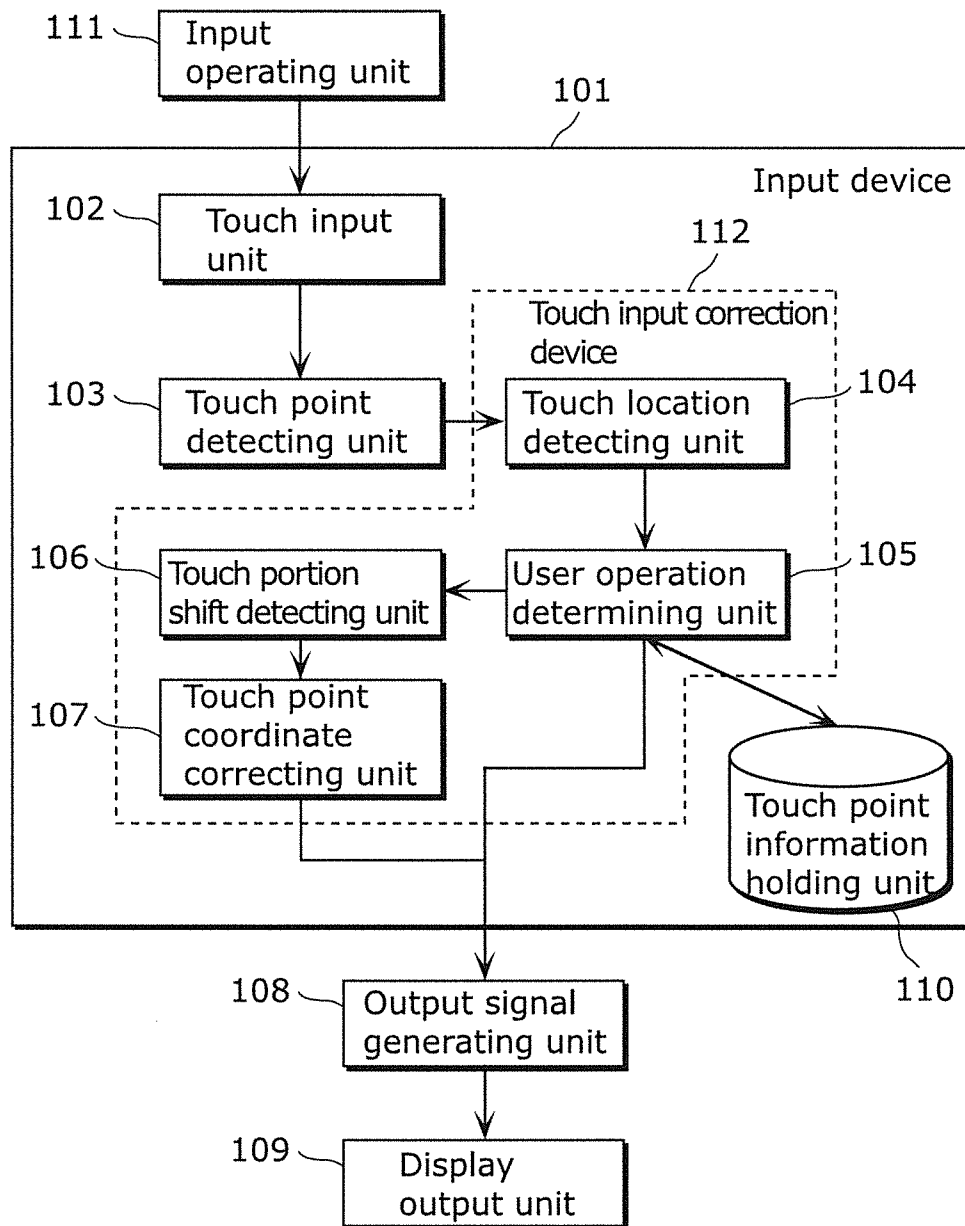 111
Input
operating unit
101
Input device
102
Touch input
unit
112
Touch input correction
device
103
Touch point
detecting unit
104
Touch location
detecting unit
106
Touch portion
shift detecting unit
105
User operation
determining unit
107
Touch point
coordinate
correcting unit
Touch point
information
holding unit
110
108
Output signal
generating unit
109
Display
output unit